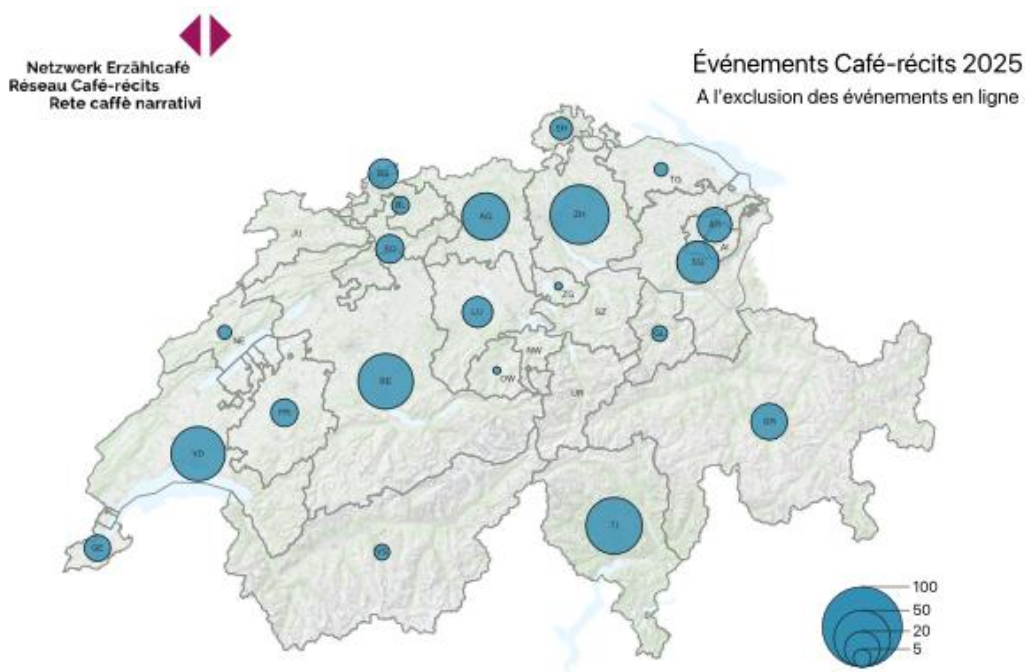 Netzwerk Erzählcafé
Réseau Café-récits
Rete caffè narrativi
Événements Café-récits 2025
A l'exclusion des événements en ligne
SH
BS
TG
BL
AG
ZH
AR
AI
JU
SO
SG
ZG
LU
SZ
GL
NE
NW
OW
BE
UR
FR
GR
VD
TI
GE
VS
100
50
20
5